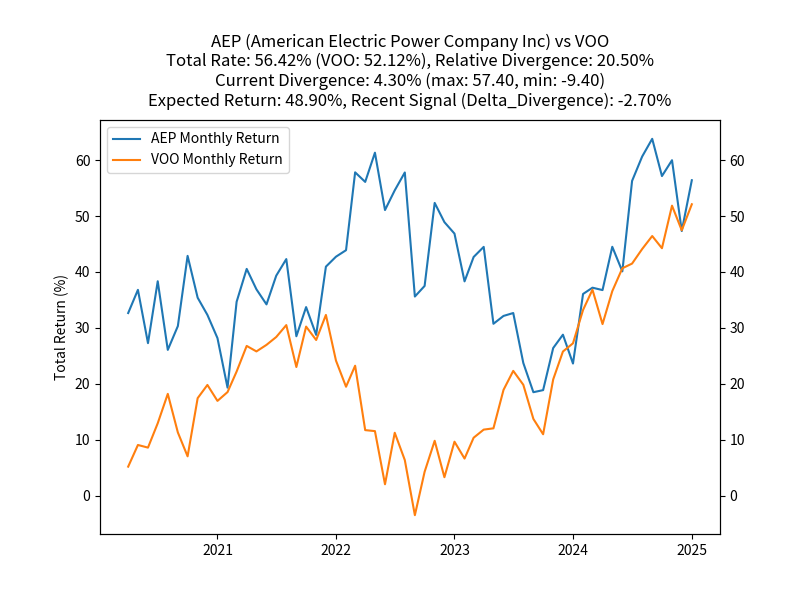 AEP (American Electric Power Company Inc) vs VOO
Total Rate: 56.42% (VOO: 52.12%), Relative Divergence: 20.50%
Current Divergence: 4.30% (max: 57.40, min: -9.40)
Expected Return: 48.90%, Recent Signal (Delta_Divergence): -2.70%
AEP Monthly Return
VOO Monthly Return
Total Return (%)
60
50
40
30
20
10
0
60
50
40
30
20
10
0
2021
2022
2023
2024
2025